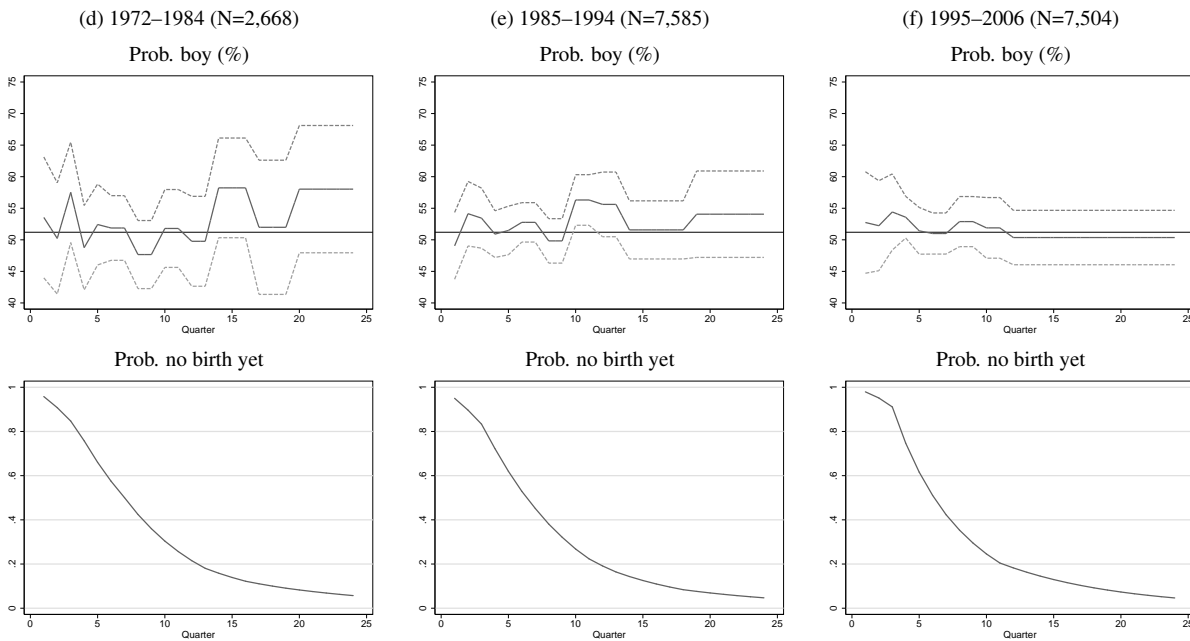 (d) 1972–1984 (N=2,668)
(e) 1985–1994 (N=7,585)
(f) 1995–2006 (N=7,504)
Prob. boy (%)
Prob. boy (%)
Prob. boy (%)
75
70
65
60
55
50
45
40
0 5 10 15 20 25
Quarter
75
70
65
60
55
50
45
40
0 5 10 15 20 25
Quarter
75
70
65
60
55
50
45
40
0 5 10 15 20 25
Quarter
Prob. no birth yet
Prob. no birth yet
Prob. no birth yet
1
.8
.6
.4
.2
0
0 5 10 15 20 25
Quarter
1
.8
.6
.4
.2
0
0 5 10 15 20 25
Quarter
1
.8
.6
.4
.2
0
0 5 10 15 20 25
Quarter